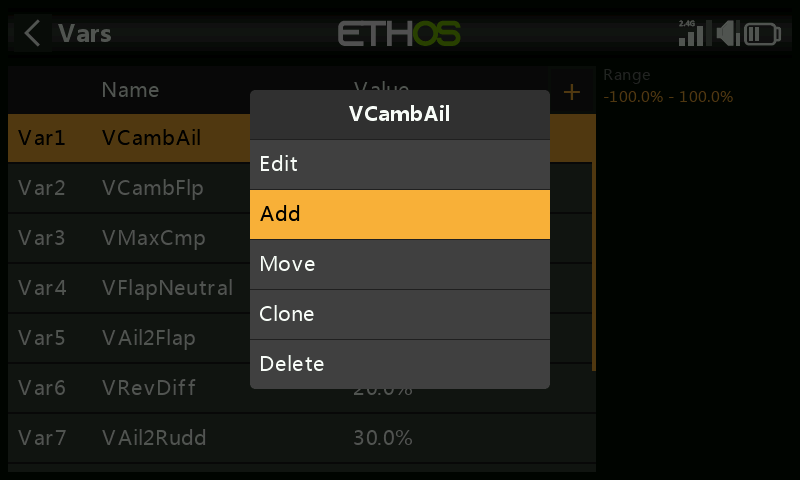 Vars
ETHOS
2.4G
Name Value +
Range
-100.0% - 100.0%
VCambAil
Var1 VCambAil
Edit
Var2 VCambFlp
Add
Var3 VMaxCmp
Move
Var4 VFlapNeutral
Clone
Var5 VAil2Flap
Delete
Var6 VRevDiff 20.0%
Var7 VAil2Rudd 30.0%